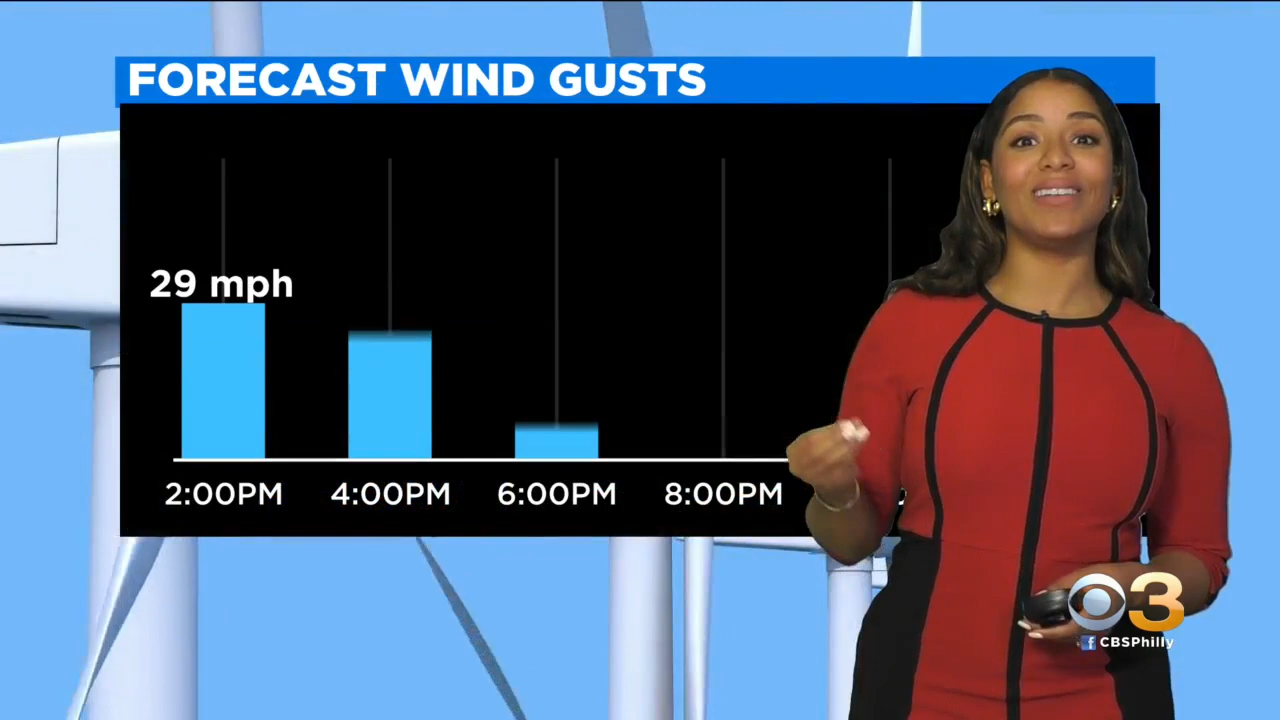 FORECAST WIND GUSTS
29 mph
2:00PM 4:00PM 6:00PM 8:00PM
3
f CBSPhilly